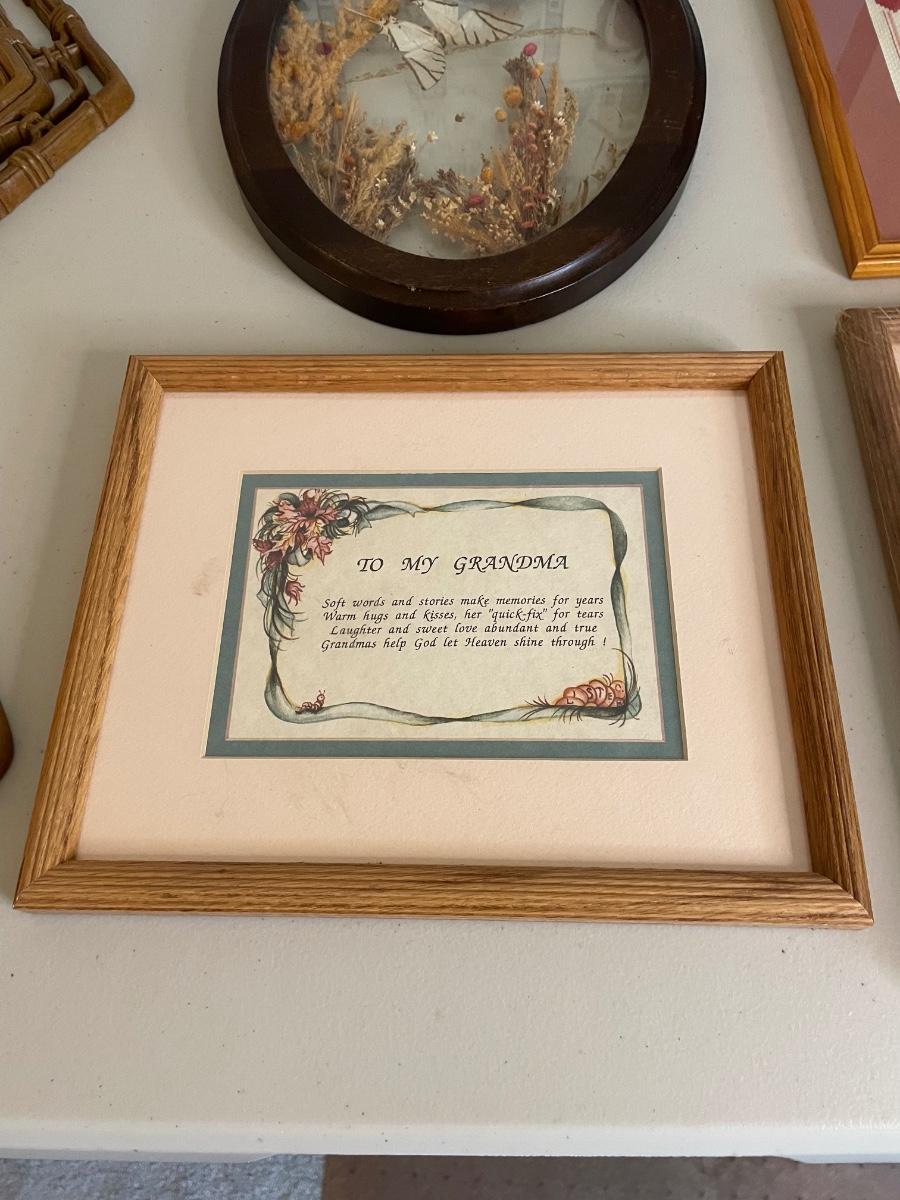 TO MY GRANDMA
Soft words and stories make memories for years
Warm hugs and kisses, her "quick-fix" for tears
Laughter and sweet love abundant and true
Grandmas help God let Heaven shine through !